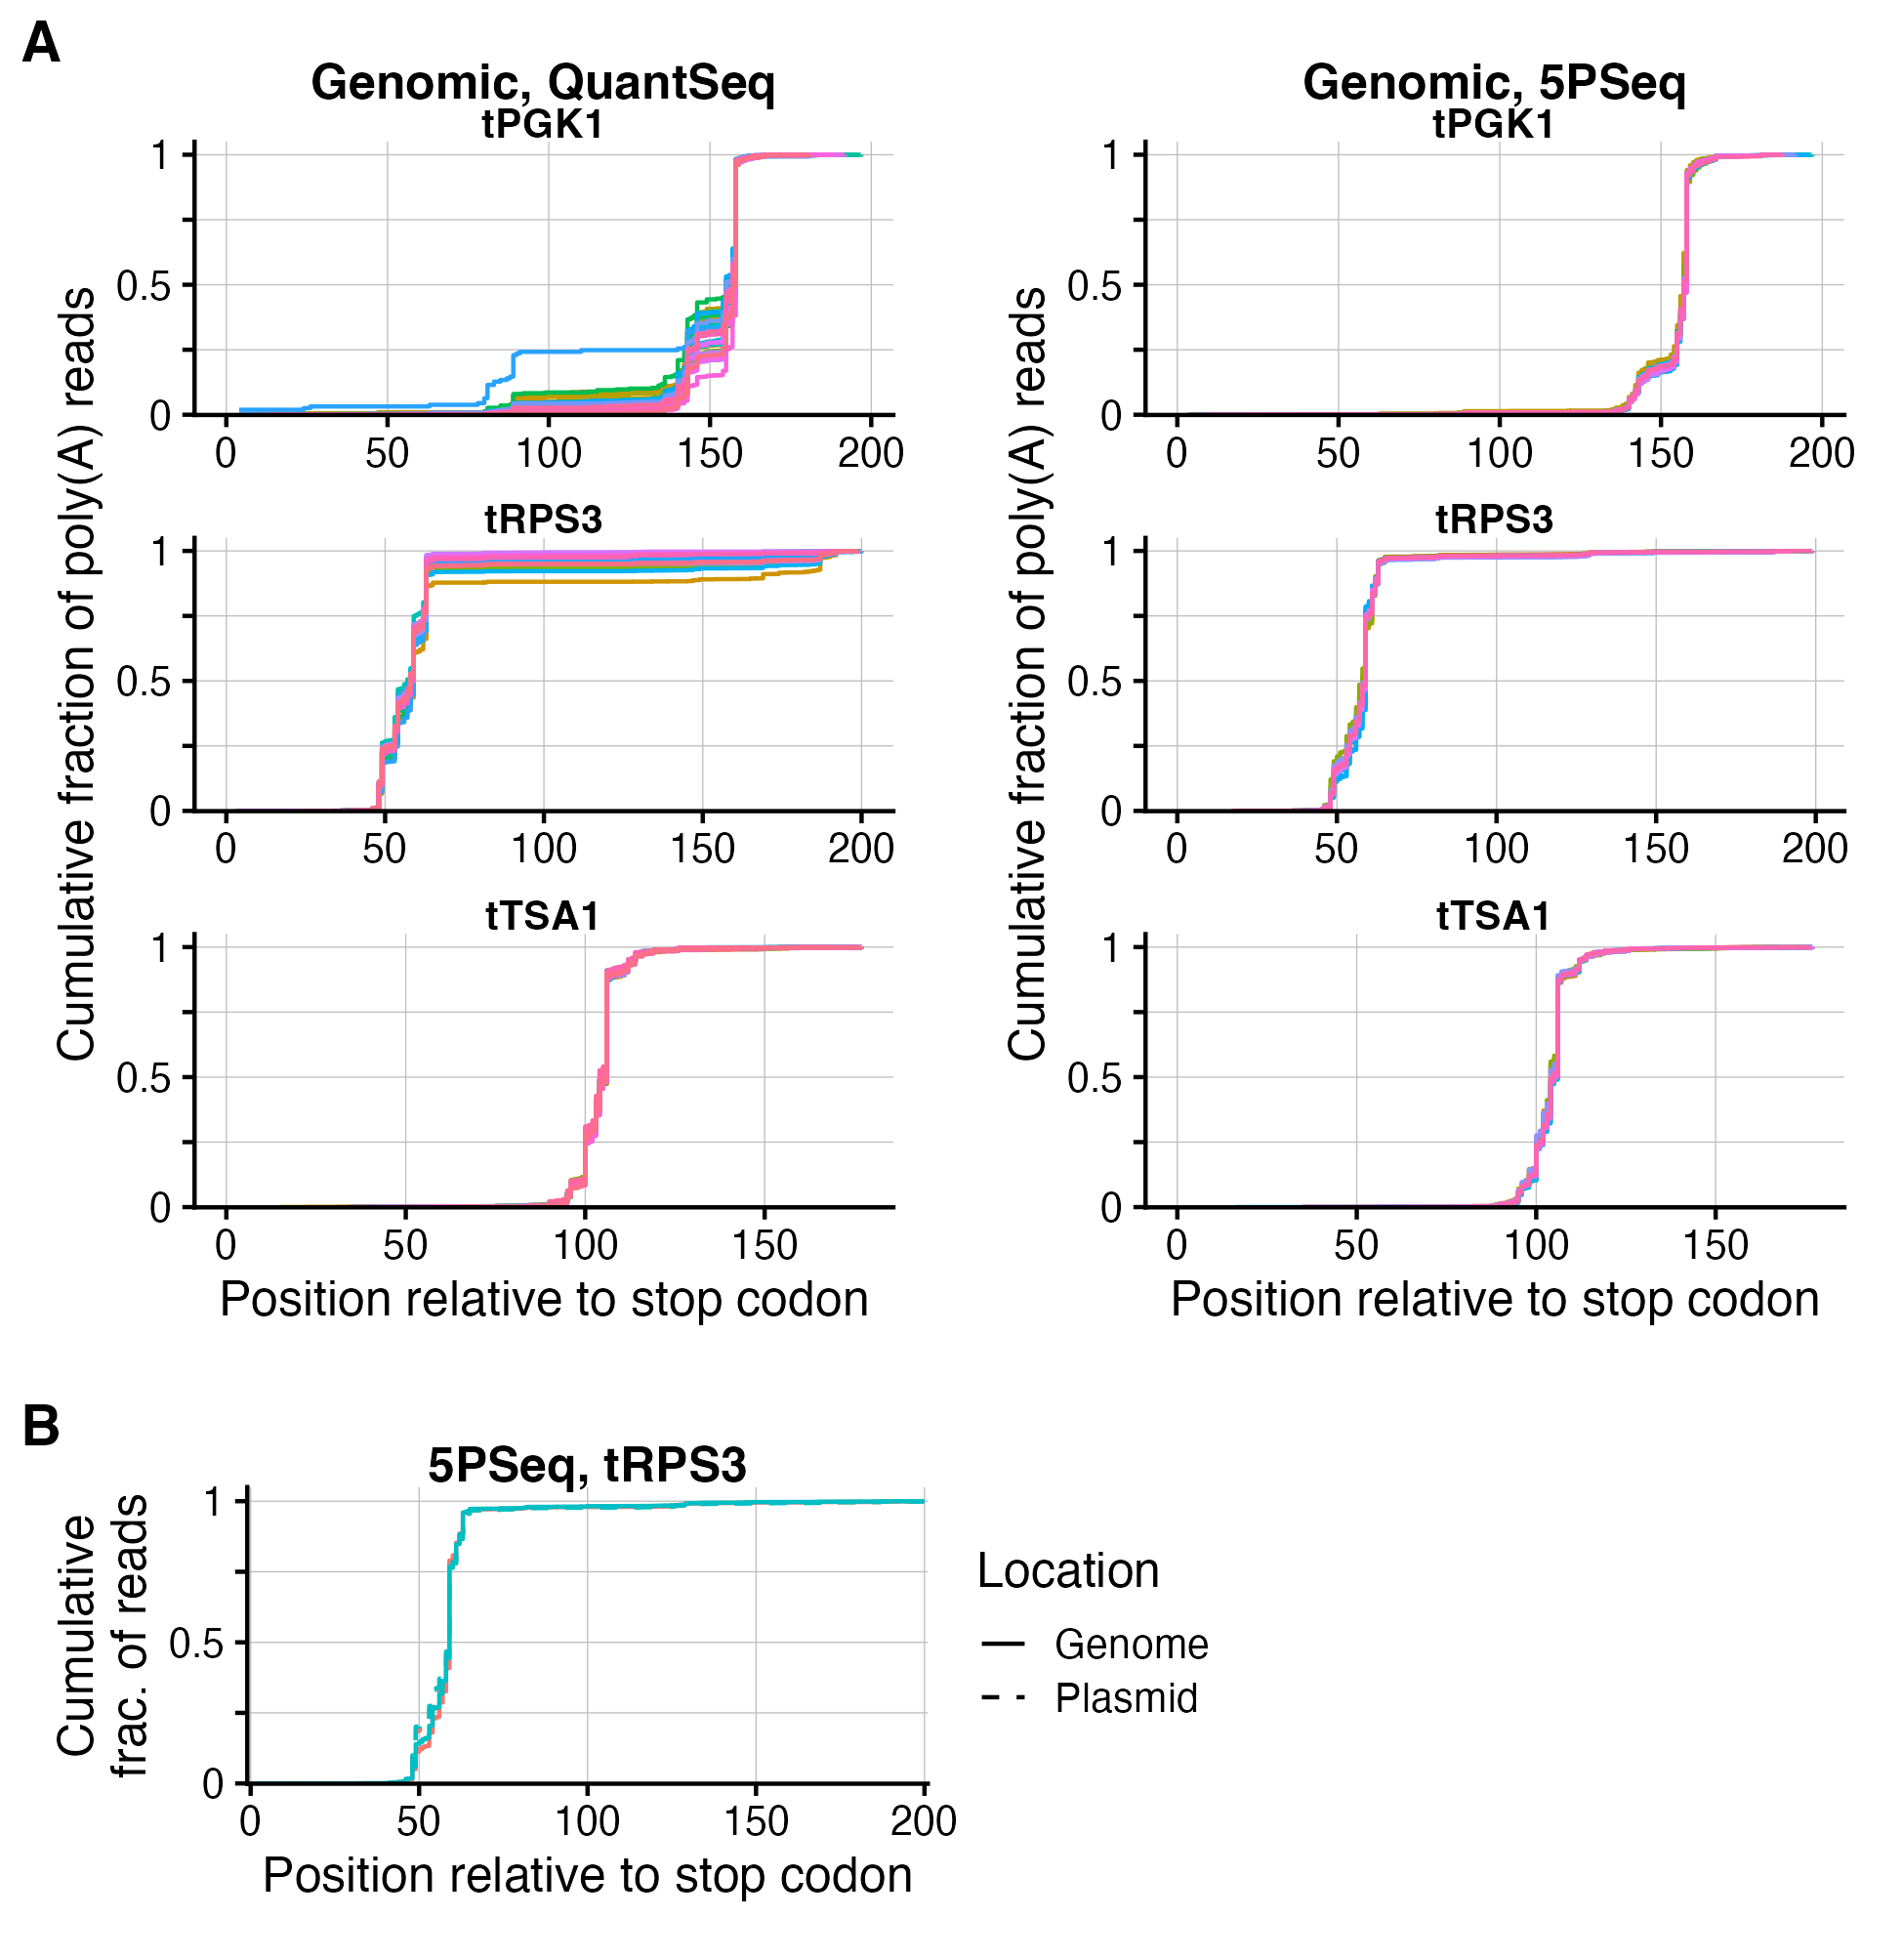 A
Genomic, QuantSeq
tPGK1
Cumulative fraction of poly(A) reads
1
0.5
0
0 50 100 150 200
tRPS3
1
0.5
0
0 50 100 150 200
tTSA1
1
0.5
0
0 50 100 150
Position relative to stop codon
Genomic, 5PSeq
tPGK1
Cumulative fraction of poly(A) reads
1
0.5
0
0 50 100 150 200
tRPS3
1
0.5
0
0 50 100 150 200
tTSA1
1
0.5
0
0 50 100 150
Position relative to stop codon
B
5PSeq, tRPS3
Cumulative
frac. of reads
1
0.5
0
0 50 100 150 200
Position relative to stop codon
Location
Genome
Plasmid